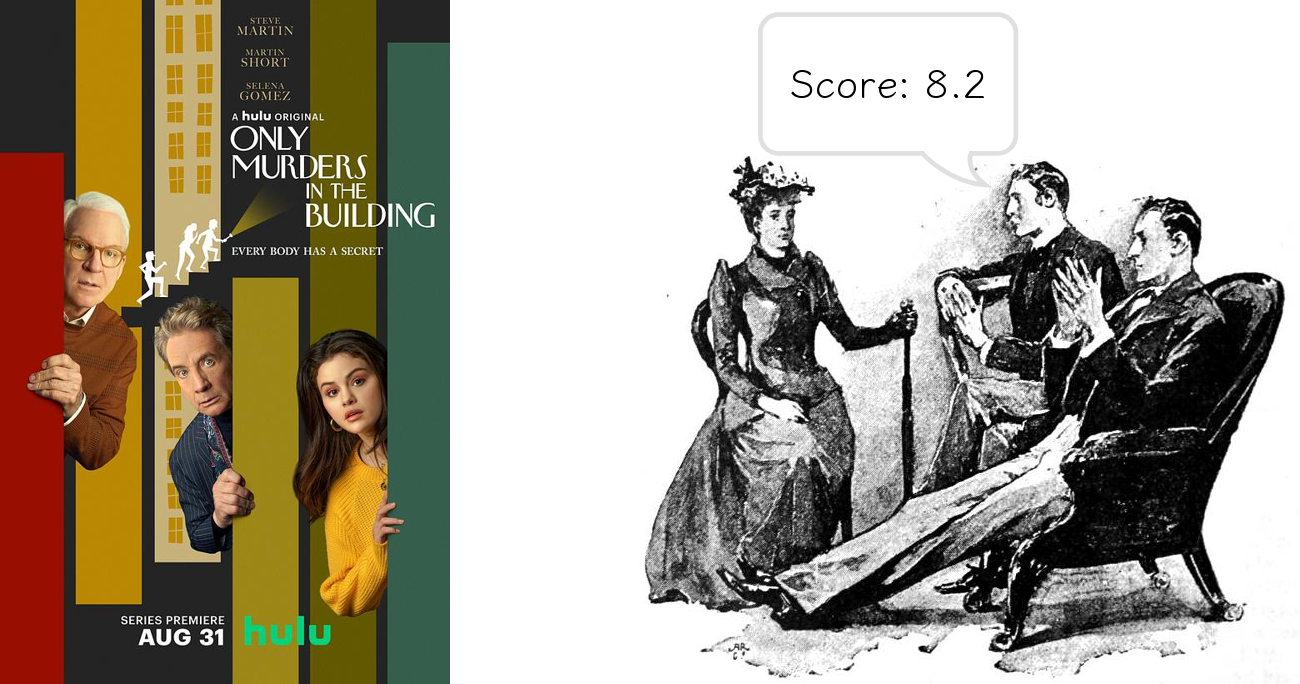 STEVE
MARTIN
MARTIN
SHORT
SELENA
GOMEZ
A hulu ORIGINAL
ONLY
MURDERS
IN THE
BUILDING
EVERY BODY HAS A SECRET
SERIES PREMIERE
AUG 31
hulu
Score: 8.2